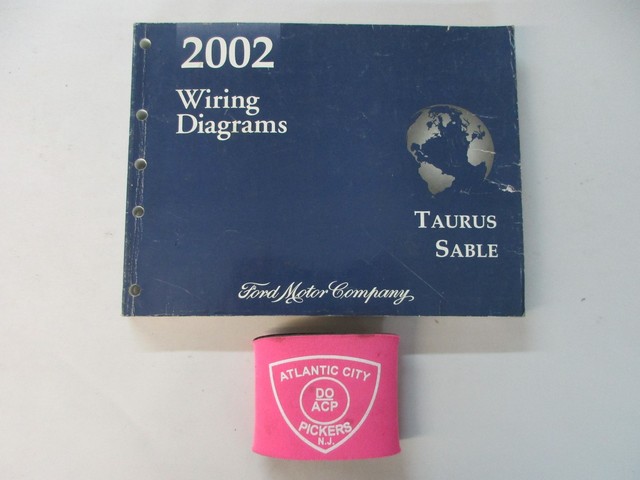 2002
Wiring
Diagrams
TAURUS
SABLE
Ford Motor Company
ATLANTIC CITY
DO
ACP
PICKERS
N.J.